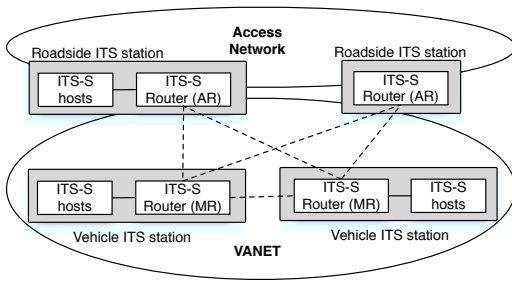 Access
Network
Roadside ITS station
Roadside ITS station
ITS-S
hosts
ITS-S
Router (AR)
ITS-S
Router (AR)
ITS-S
hosts
ITS-S
Router (MR)
ITS-S
Router (MR)
ITS-S
hosts
Vehicle ITS station
Vehicle ITS station
VANET